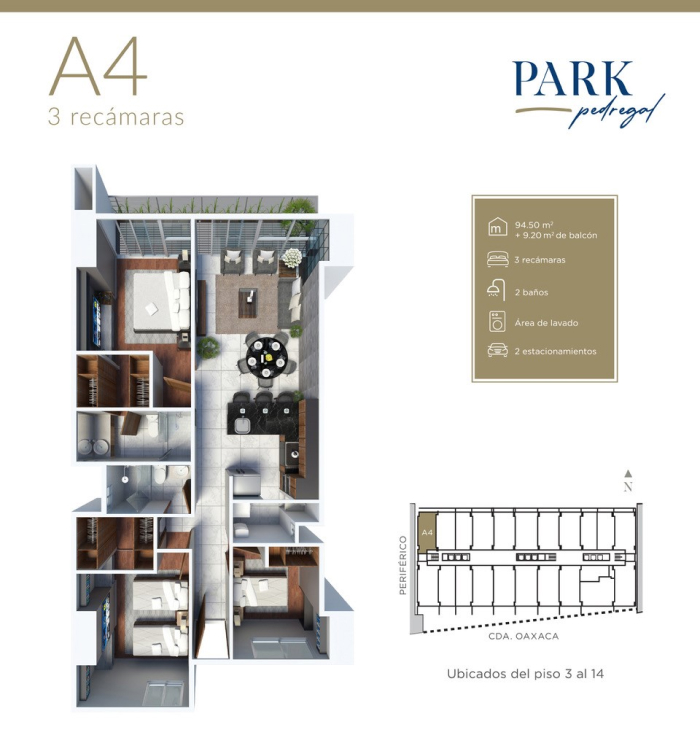 A4
3 recámaras
PARK
pedregal
94.50 m²
+ 9.20 m² de balcón
3 recámaras
2 baños
Área de lavado
2 estacionamientos
N
A4
PERIFÉRICO
CDA. OAXACA
Ubicados del piso 3 al 14